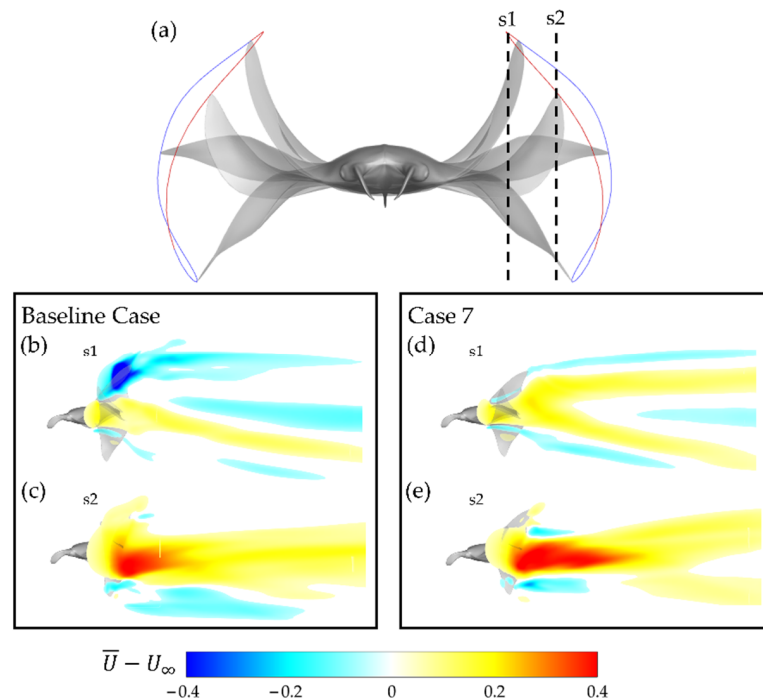 (a)
s1 s2
Baseline Case
(b)
s1
(c)
s2
Case 7
(d)
s1
(e)
s2
U̅ − U∞
−0.4 −0.2 0 0.2 0.4